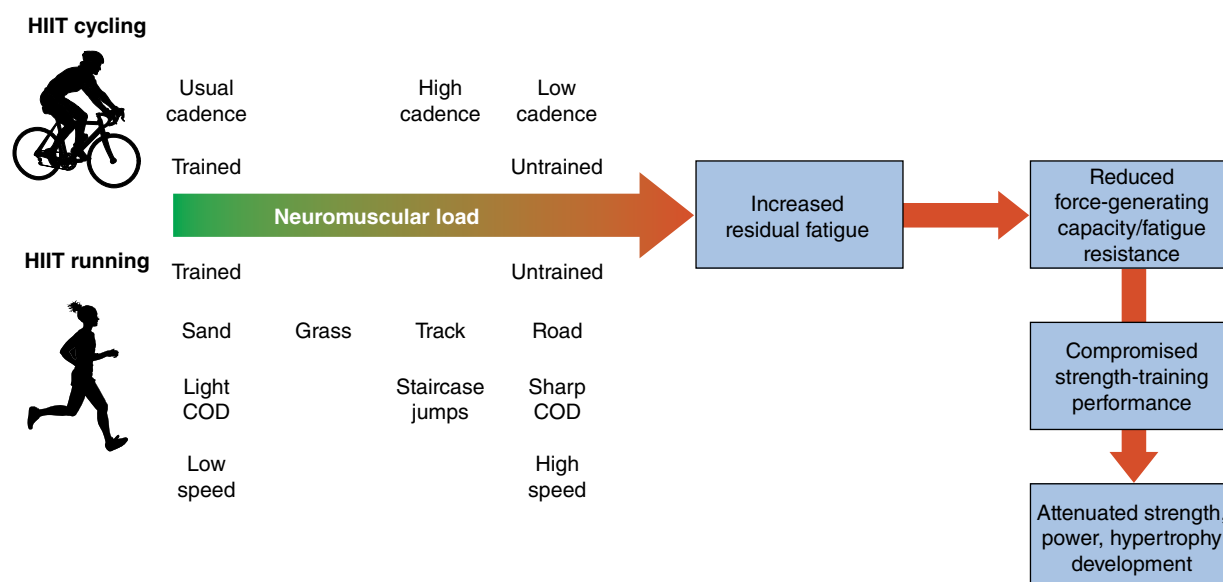 HIIT cycling
Usual
cadence
High
cadence
Low
cadence
Trained
Untrained
Neuromuscular load
HIIT running
Trained
Untrained
Sand
Grass
Track
Road
Light
COD
Staircase
jumps
Sharp
COD
Low
speed
High
speed
Increased
residual fatigue
Reduced
force-generating
capacity/fatigue
resistance
Compromised
strength-training
performance
Attenuated strength,
power, hypertrophy
development